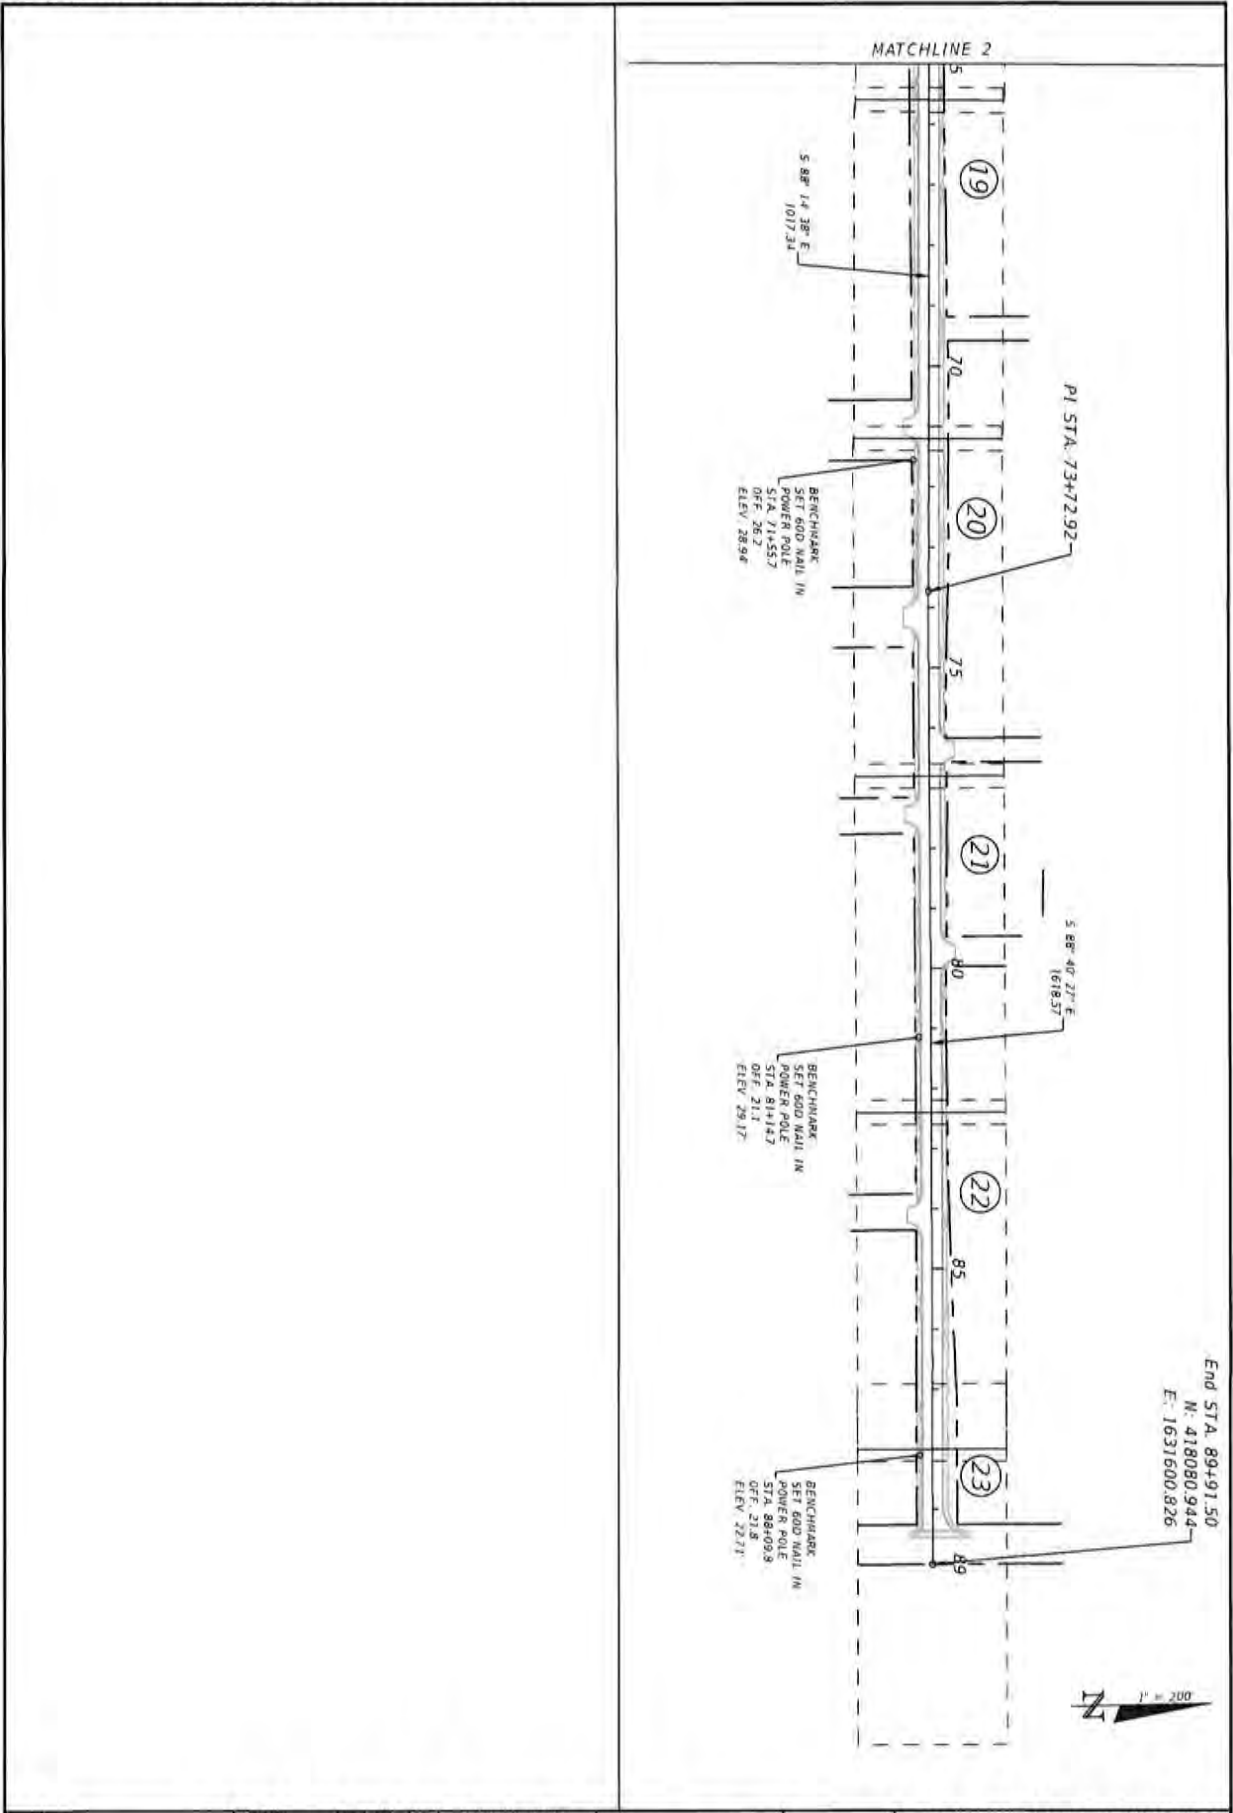 MATCHLINE 2
5
19
S 88° 14' 38" E
1017.34
70
PI STA. 73+72.92
BENCHMARK
SET 60D NAIL IN
POWER POLE
STA. 71+55.7
OFF. 26.2
ELEV. 28.94'
20
75
21
S 88° 40' 27" E
1618.57
80
BENCHMARK
SET 60D NAIL IN
POWER POLE
STA. 81+14.7
OFF. 21.1
ELEV. 29.17'
22
85
End STA. 89+91.50
N: 418080.944
E: 1631600.826
23
BENCHMARK
SET 60D NAIL IN
POWER POLE
STA. 88+09.8
OFF. 21.8
ELEV. 22.71'
89
1" = 200'
N